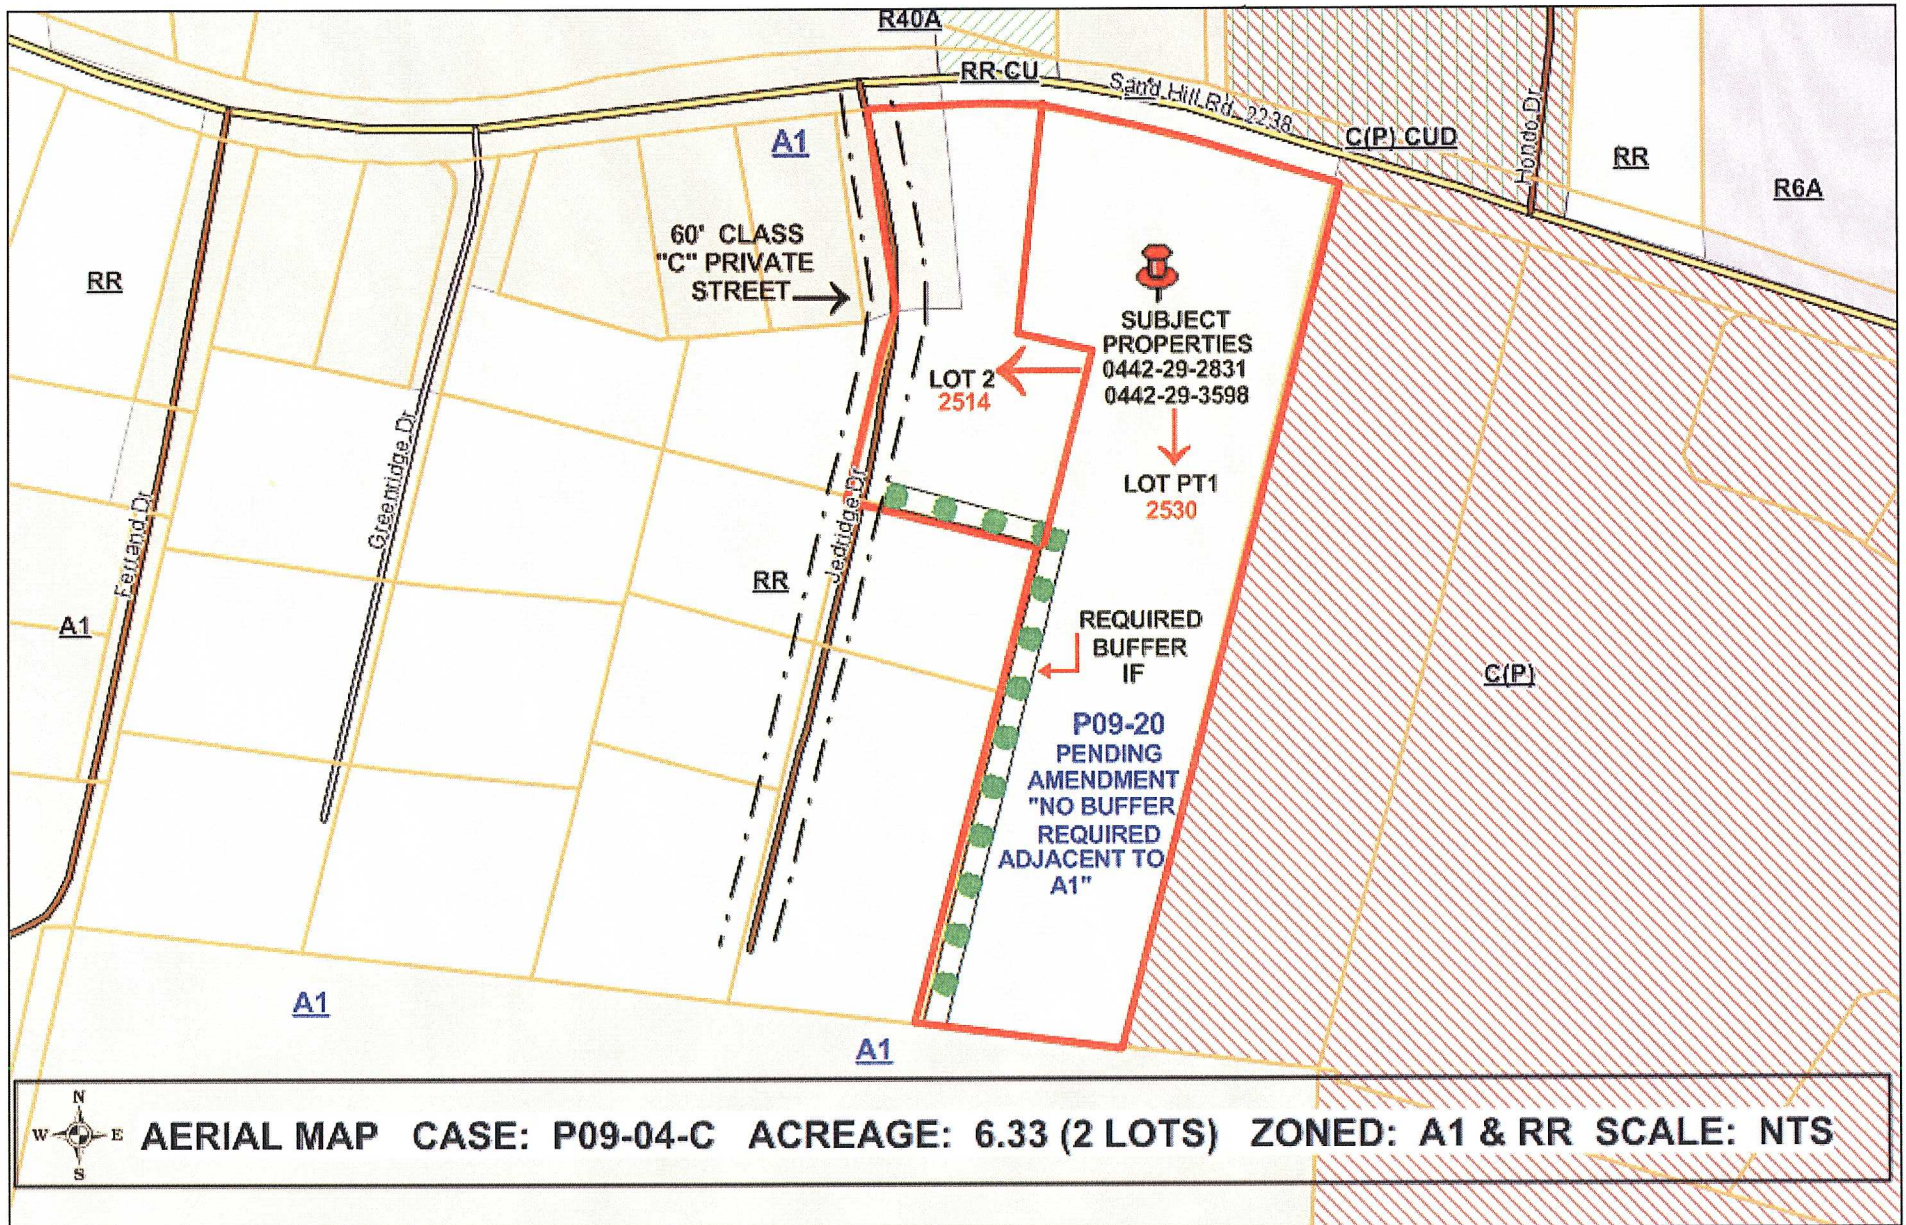 R40A
RR-CU
Sand Hill Rd 2238
A1
C(P) CUD
Hondo Dr
RR
R6A
60' CLASS
"C" PRIVATE
STREET
RR
SUBJECT
PROPERTIES
0442-29-2831
0442-29-3598
LOT 2
2514
LOT PT1
2530
Ferrand Dr
Greenridge Dr
Jedridge Dr
RR
A1
REQUIRED
BUFFER
IF
C(P)
P09-20
PENDING
AMENDMENT
"NO BUFFER
REQUIRED
ADJACENT TO
A1"
A1
A1
N
W E
S
AERIAL MAP CASE: P09-04-C ACREAGE: 6.33 (2 LOTS) ZONED: A1 & RR SCALE: NTS